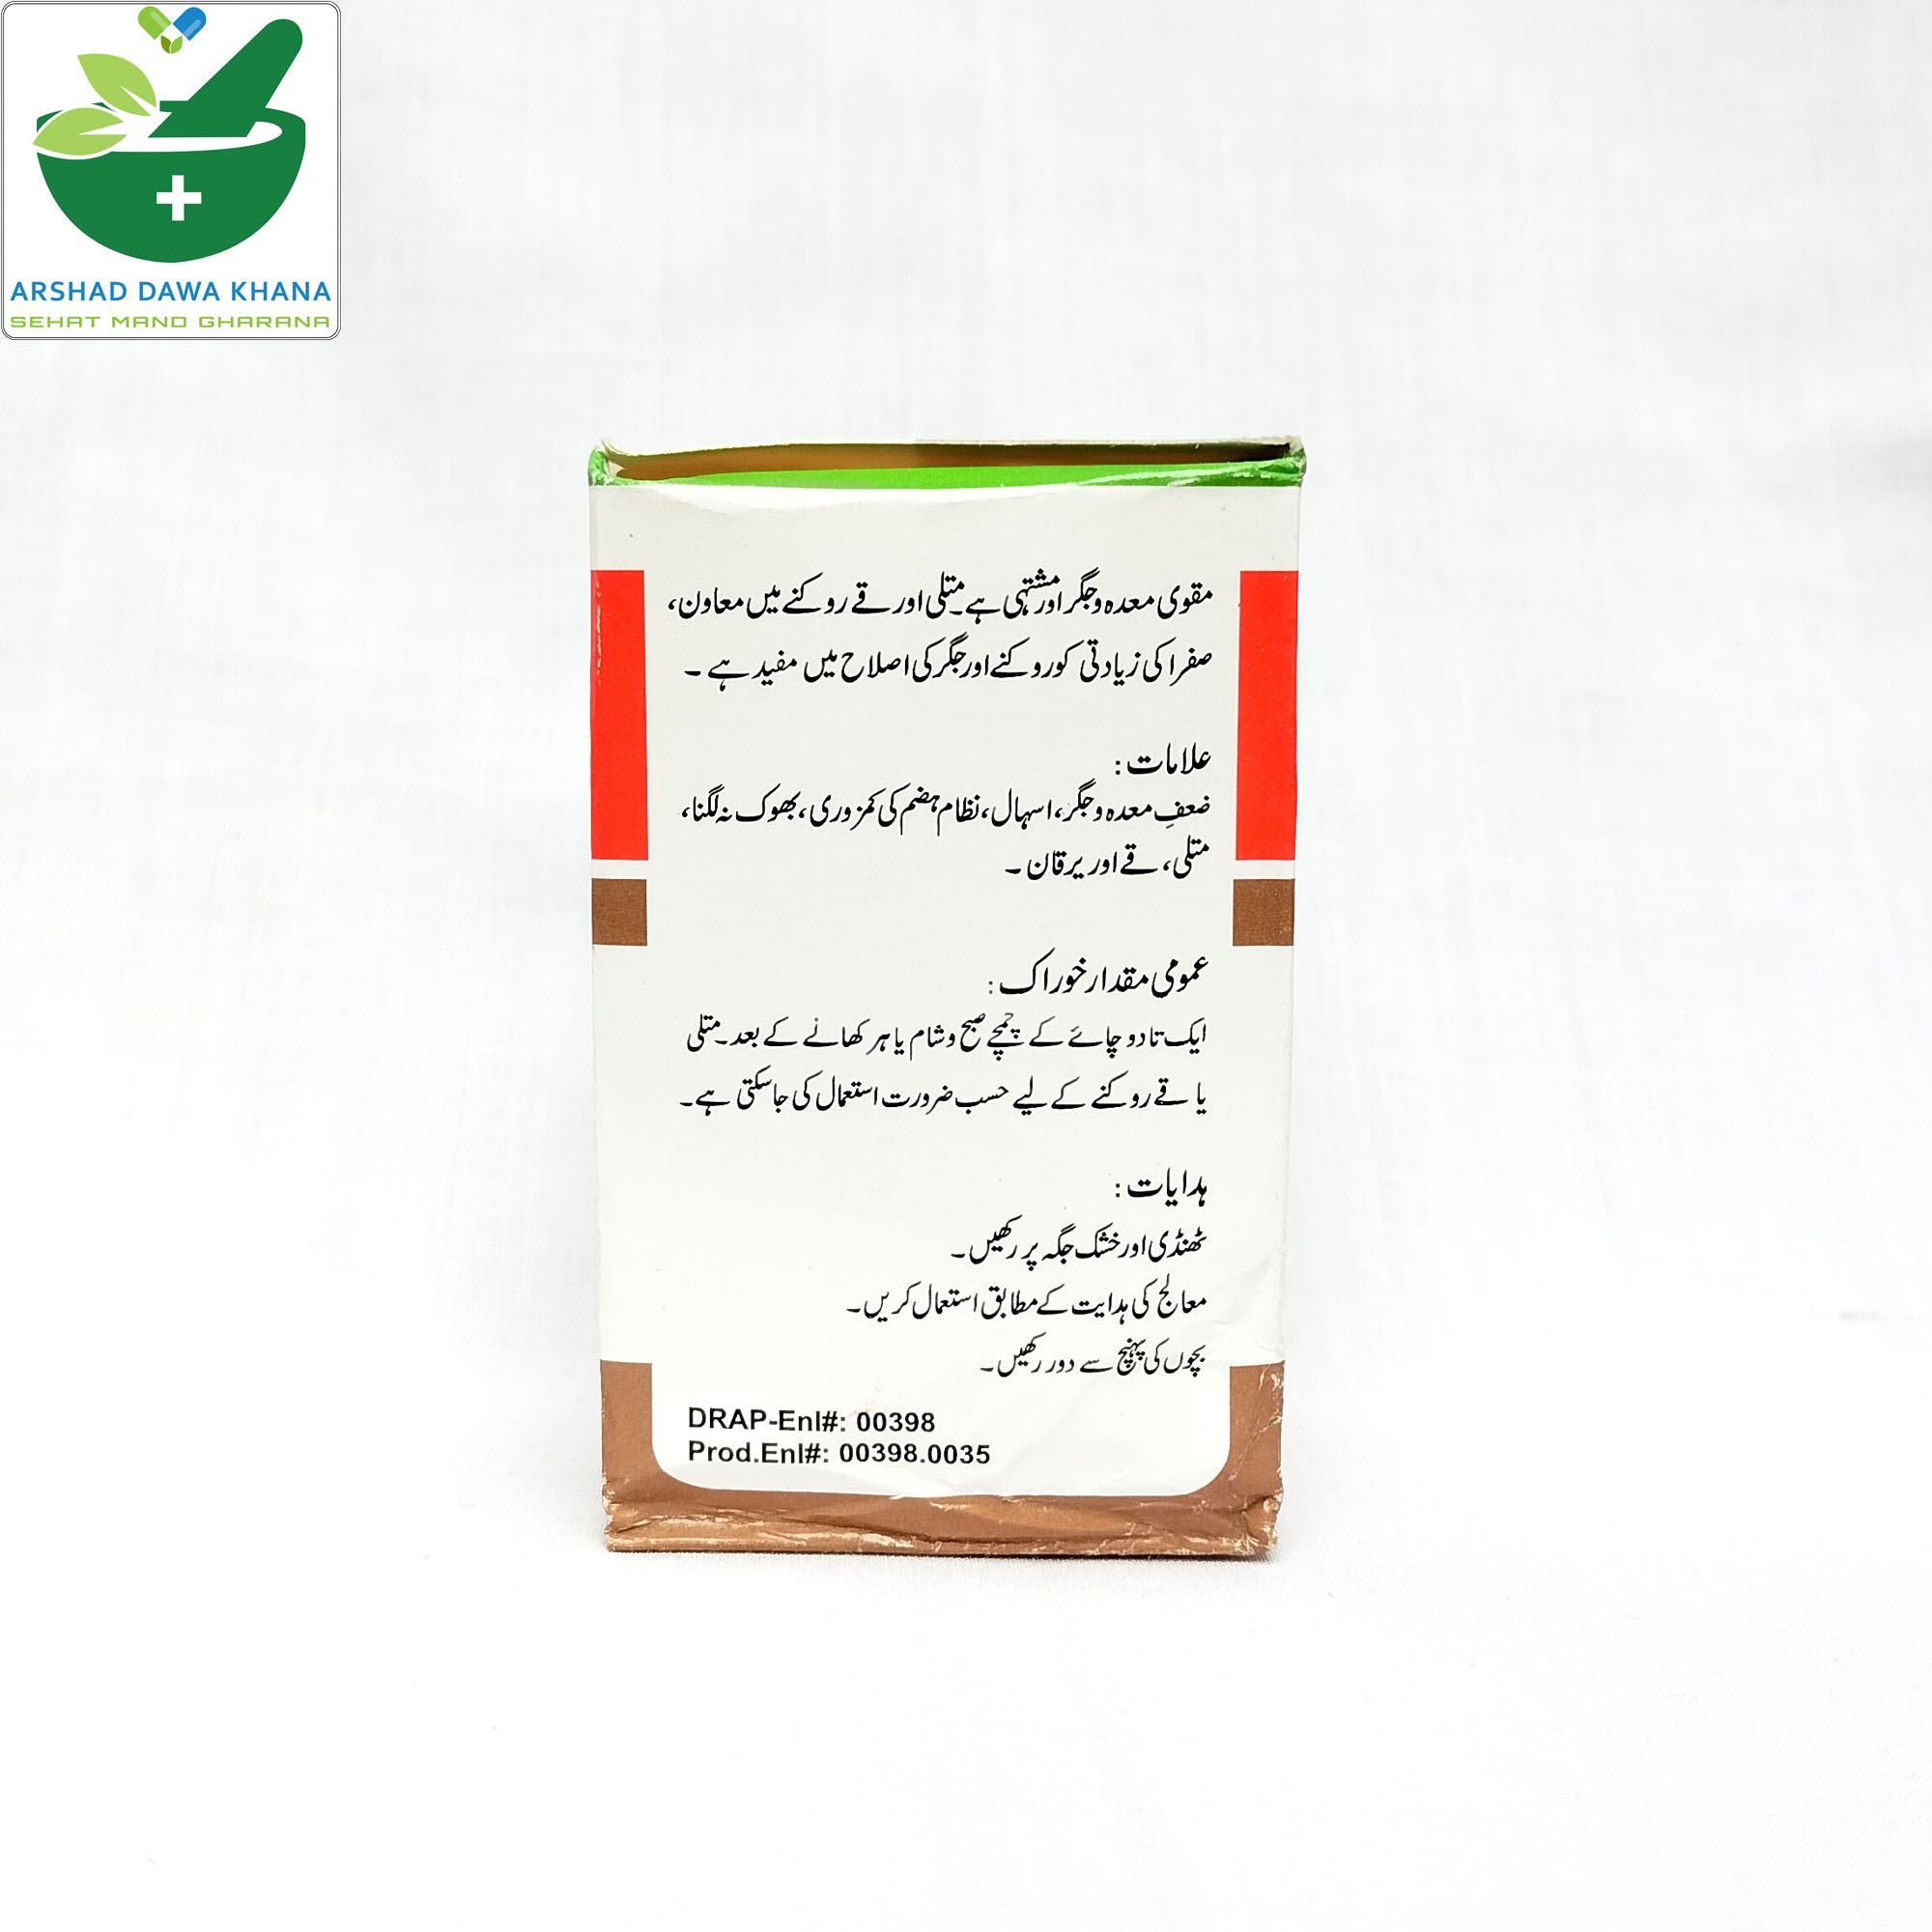 ARSHAD DAWA KHANA
SEHAT MAND GHARANA
مقوی معدہ و جگر اور مشتہی ہے۔ متلی اور قے روکنے میں معاون،
صفرا کی زیادتی کو روکنے اور جگر کی اصلاح میں مفید ہے ۔
علامات :
ضعفِ معدہ و جگر، اسہال، نظام ہضم کی کمزوری، بھوک نہ لگنا،
متلی، قے اور یرقان ۔
عمومی مقدار خوراک :
ایک تا دو چائے کے چمچے صبح و شام یا ہر کھانے کے بعد۔ متلی
یا قے روکنے کے لیے حسب ضرورت استعمال کی جاسکتی ہے۔
ہدایات :
ٹھنڈی اور خشک جگہ پر رکھیں۔
معالج کی ہدایت کے مطابق استعمال کریں۔
بچوں کی پہنچ سے دور رکھیں۔
DRAP-Enl#: 00398
Prod.Enl#: 00398.0035